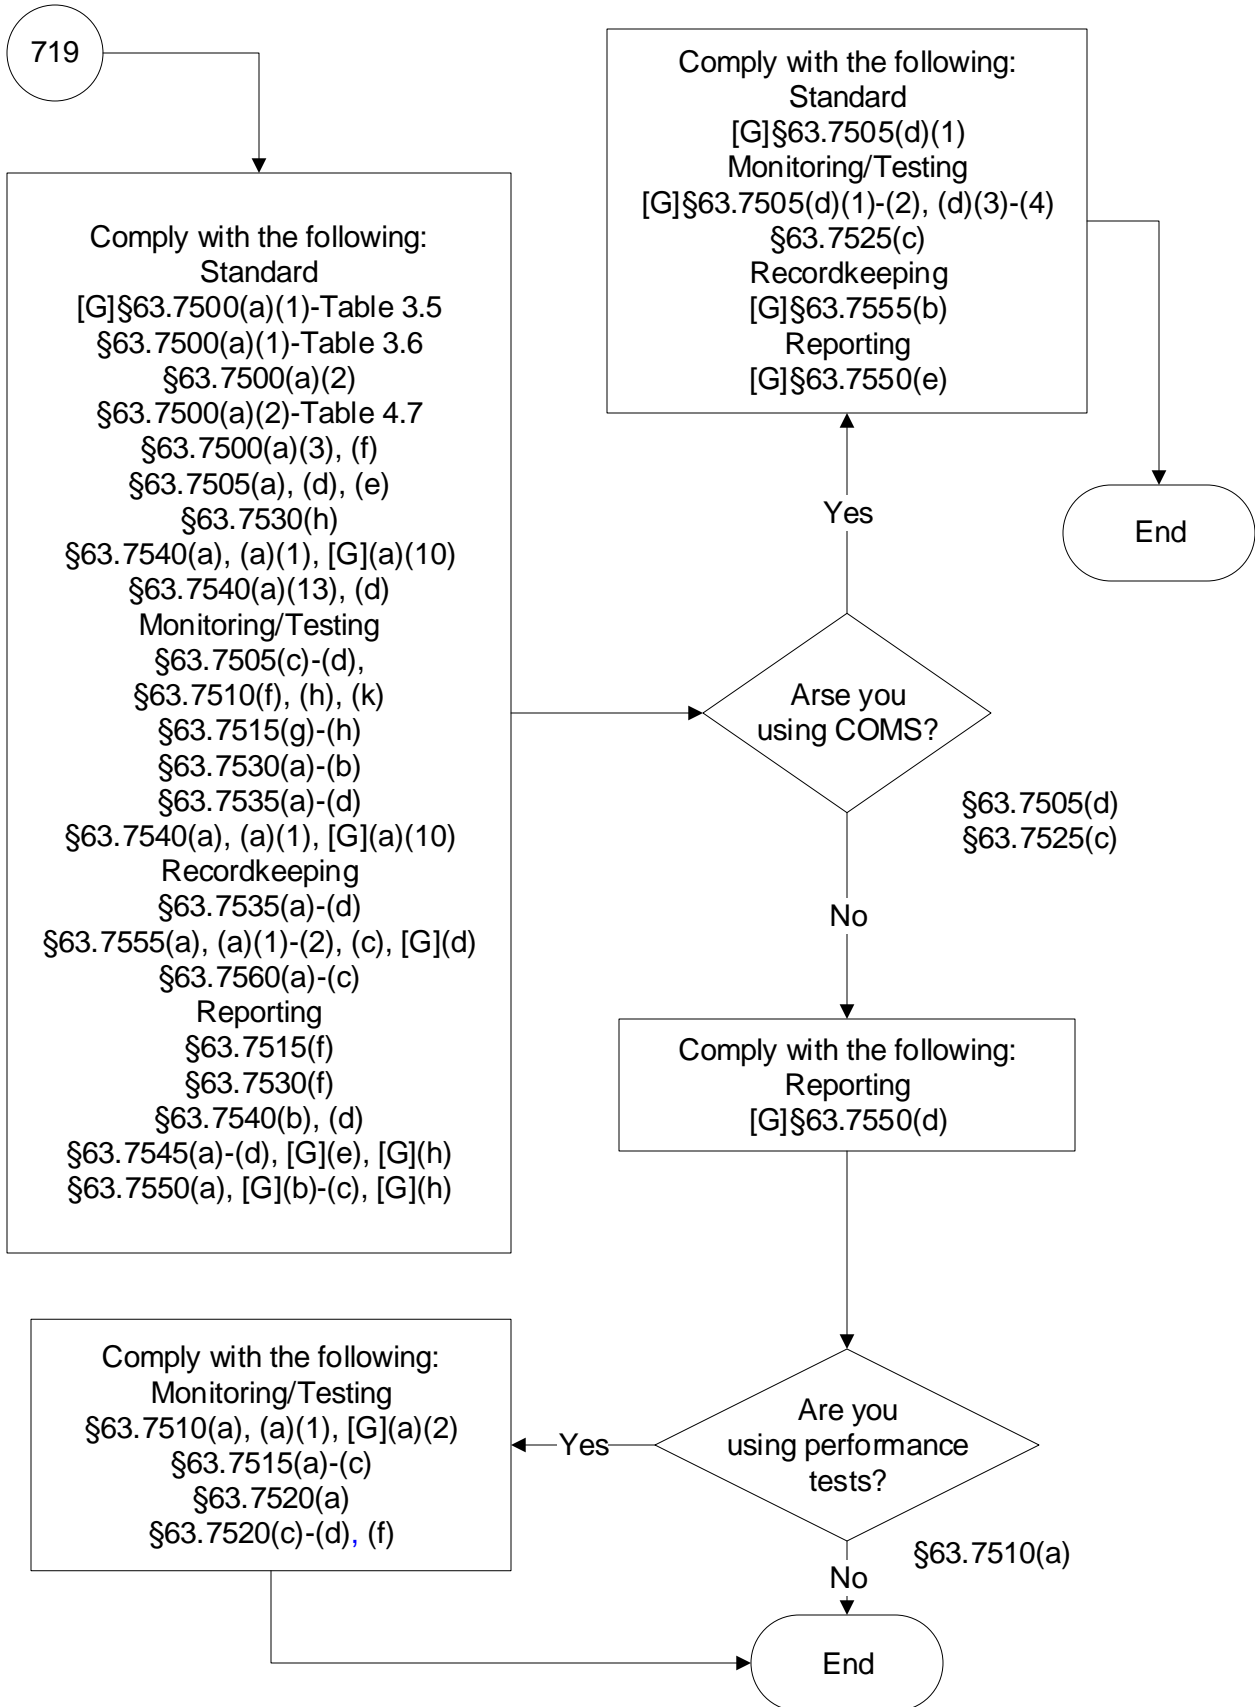 719
Comply with the following:
Standard
[G]§63.7500(a)(1)-Table 3.5
§63.7500(a)(1)-Table 3.6
§63.7500(a)(2)
§63.7500(a)(2)-Table 4.7
§63.7500(a)(3), (f)
§63.7505(a), (d), (e)
§63.7530(h)
§63.7540(a), (a)(1), [G](a)(10)
§63.7540(a)(13), (d)
Monitoring/Testing
§63.7505(c)-(d),
§63.7510(f), (h), (k)
§63.7515(g)-(h)
§63.7530(a)-(b)
§63.7535(a)-(d)
§63.7540(a), (a)(1), [G](a)(10)
Recordkeeping
§63.7535(a)-(d)
§63.7555(a), (a)(1)-(2), (c), [G](d)
§63.7560(a)-(c)
Reporting
§63.7515(f)
§63.7530(f)
§63.7540(b), (d)
§63.7545(a)-(d), [G](e), [G](h)
§63.7550(a), [G](b)-(c), [G](h)
Arse you
using COMS?
§63.7505(d)
§63.7525(c)
Yes
Comply with the following:
Standard
[G]§63.7505(d)(1)
Monitoring/Testing
[G]§63.7505(d)(1)-(2), (d)(3)-(4)
§63.7525(c)
Recordkeeping
[G]§63.7555(b)
Reporting
[G]§63.7550(e)
End
No
Comply with the following:
Reporting
[G]§63.7550(d)
Are you
using performance
tests?
§63.7510(a)
Yes
Comply with the following:
Monitoring/Testing
§63.7510(a), (a)(1), [G](a)(2)
§63.7515(a)-(c)
§63.7520(a)
§63.7520(c)-(d), (f)
No
End